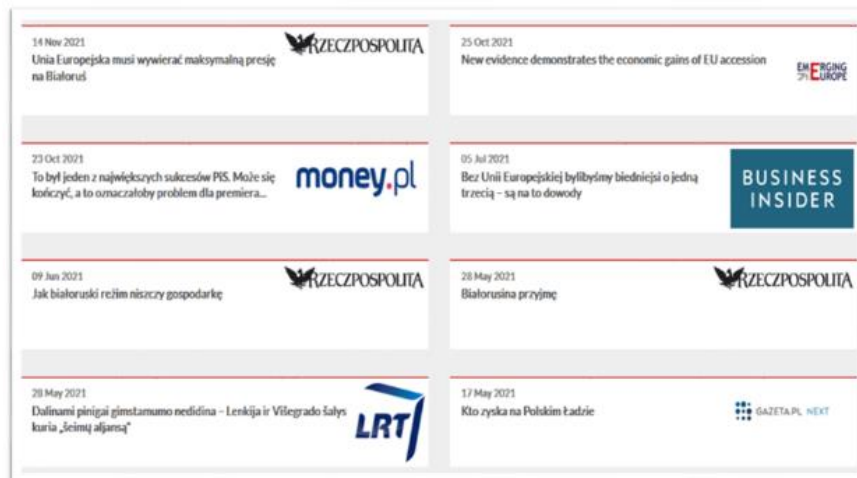 14 Nov 2021
Unia Europejska musi wywierać maksymalną presję
na Białoruś
RZECZPOSPOLITA
25 Oct 2021
New evidence demonstrates the economic gains of EU accession
EMERGING
EUROPE
23 Oct 2021
To był jeden z największych sukcesów PiS. Może się
kończyć, a to oznaczałoby problem dla premiera...
money.pl
05 Jul 2021
Bez Unii Europejskiej bylibyśmy biedniejsi o jedną
trzecią – są na to dowody
BUSINESS
INSIDER
09 Jun 2021
Jak białoruski reżim niszczy gospodarkę
RZECZPOSPOLITA
28 May 2021
Białorusina przyjmę
RZECZPOSPOLITA
28 May 2021
Dalinami pinigai gimstamumo nedidina – Lenkija ir Višegrado šalys
kuria „šeimų aljansą“
LRT
17 May 2021
Kto zyska na Polskim Ładzie
GAZETA.PL NEXT